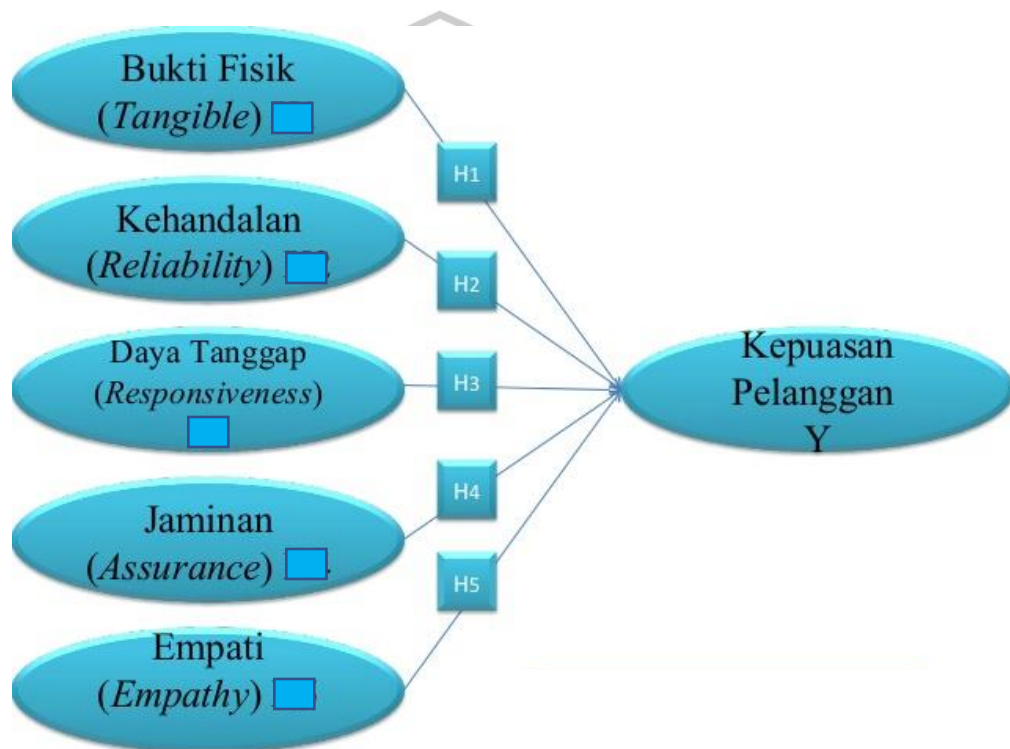 Bukti Fisik
(Tangible)
H1
Kehandalan
(Reliability)
H2
Daya Tanggap
(Responsiveness)
H3
Kepuasan
Pelanggan
Y
Jaminan
(Assurance)
H4
Empati
(Empathy)
H5